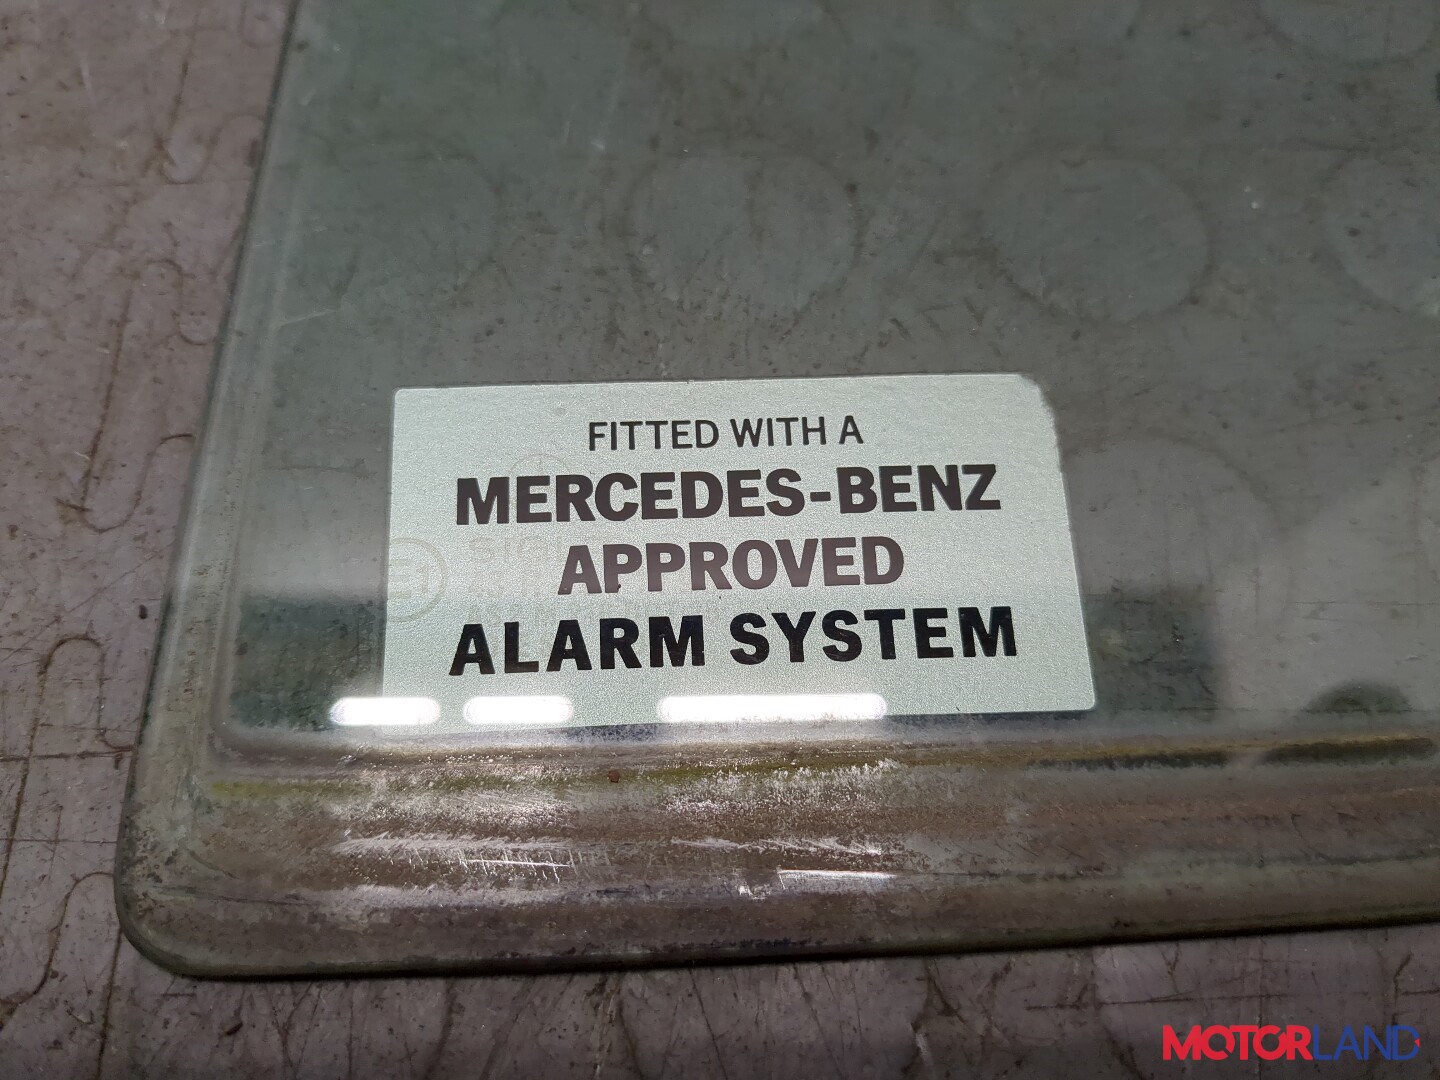 FITTED WITH A
MERCEDES-BENZ
APPROVED
ALARM SYSTEM
MOTORLAND